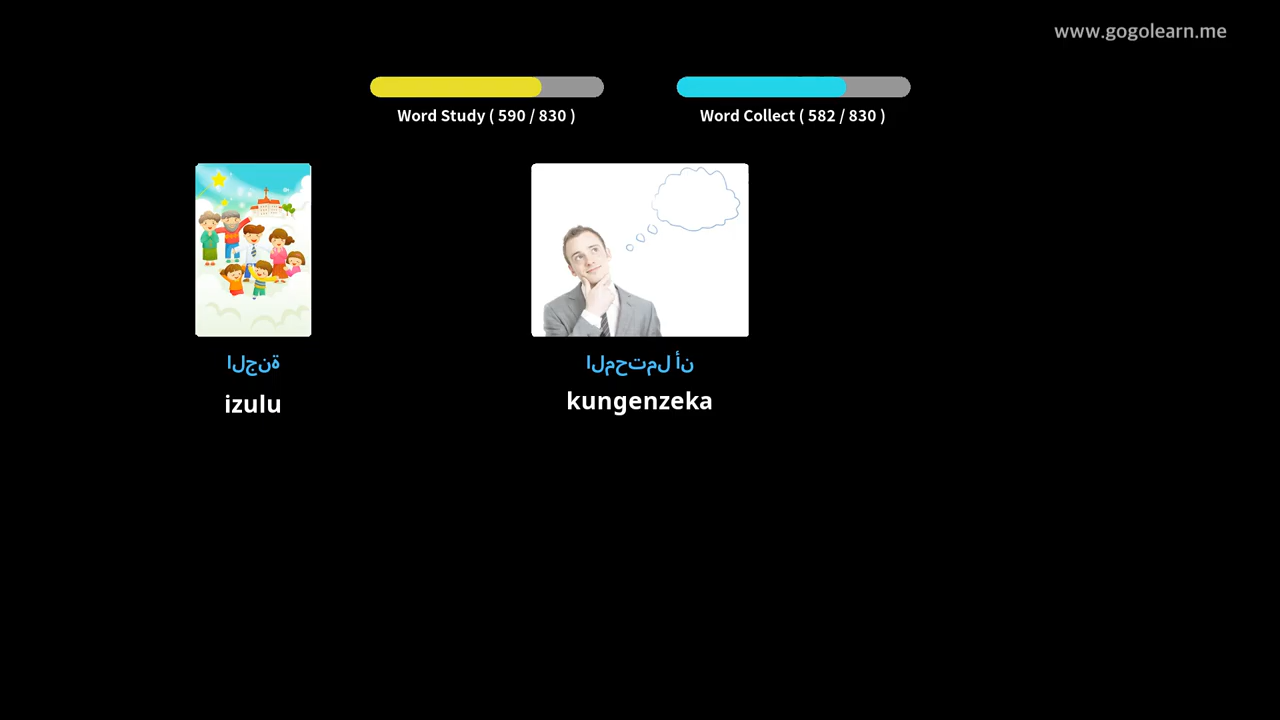 www.gogolearn.me
Word Study ( 590 / 830 )
Word Collect ( 582 / 830 )
الجنة
المحتمل أن
izulu
kungenzeka